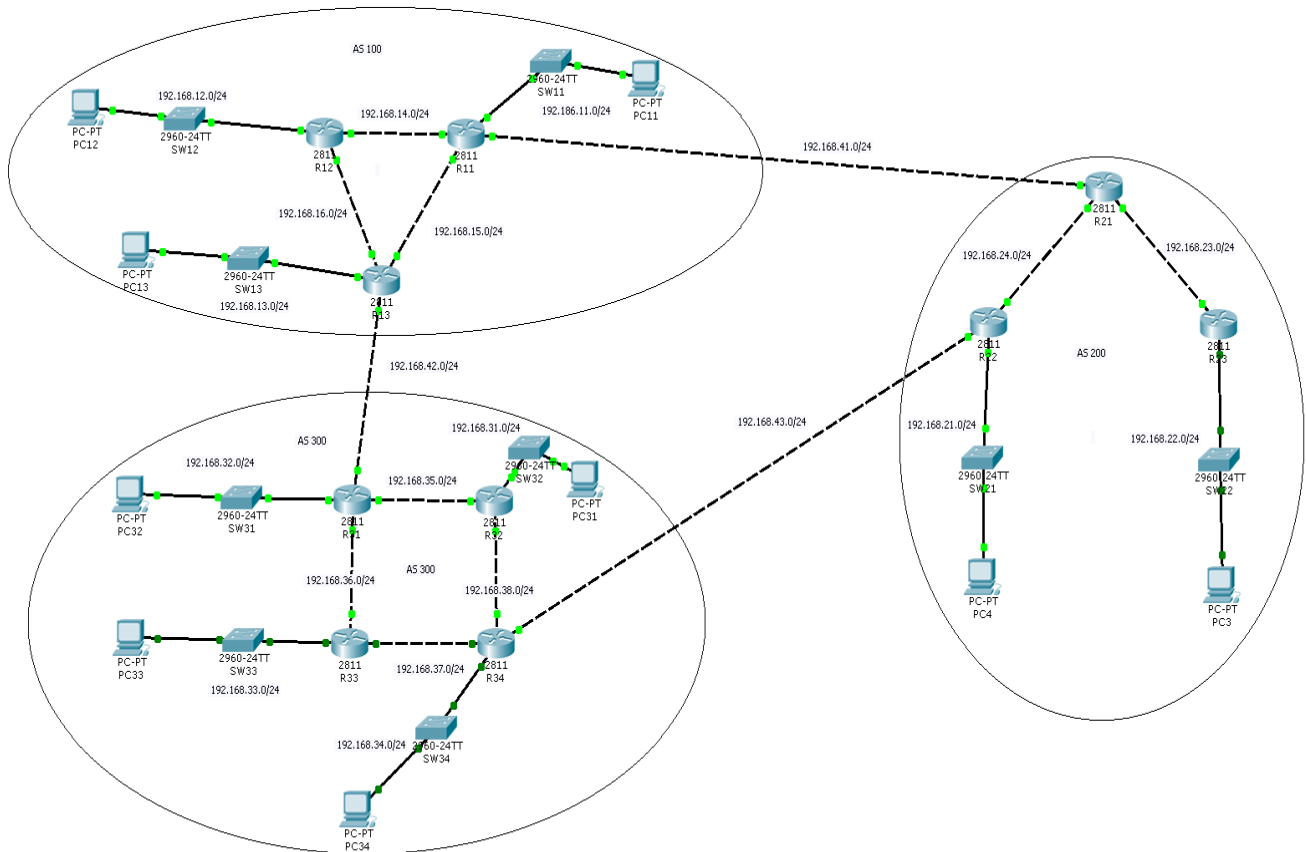 AS 100
2960-24TT
SW11
PC-PT
PC11
192.186.11.0/24
192.168.12.0/24
PC-PT
PC12
2960-24TT
SW12
192.168.14.0/24
2811
R12
2811
R11
192.168.41.0/24
192.168.16.0/24
192.168.15.0/24
PC-PT
PC13
2960-24TT
SW13
192.168.13.0/24
2811
R13
2811
R21
192.168.24.0/24
192.168.23.0/24
2811
R22
2811
R23
AS 200
192.168.42.0/24
192.168.43.0/24
192.168.21.0/24
2960-24TT
SW21
192.168.22.0/24
2960-24TT
SW22
PC-PT
PC4
PC-PT
PC3
AS 300
192.168.31.0/24
2960-24TT
SW32
PC-PT
PC31
192.168.32.0/24
PC-PT
PC32
2960-24TT
SW31
192.168.35.0/24
2811
R31
2811
R32
192.168.36.0/24
AS 300
192.168.38.0/24
PC-PT
PC33
2960-24TT
SW33
192.168.33.0/24
2811
R33
192.168.37.0/24
2811
R34
192.168.34.0/24
2960-24TT
SW34
PC-PT
PC34